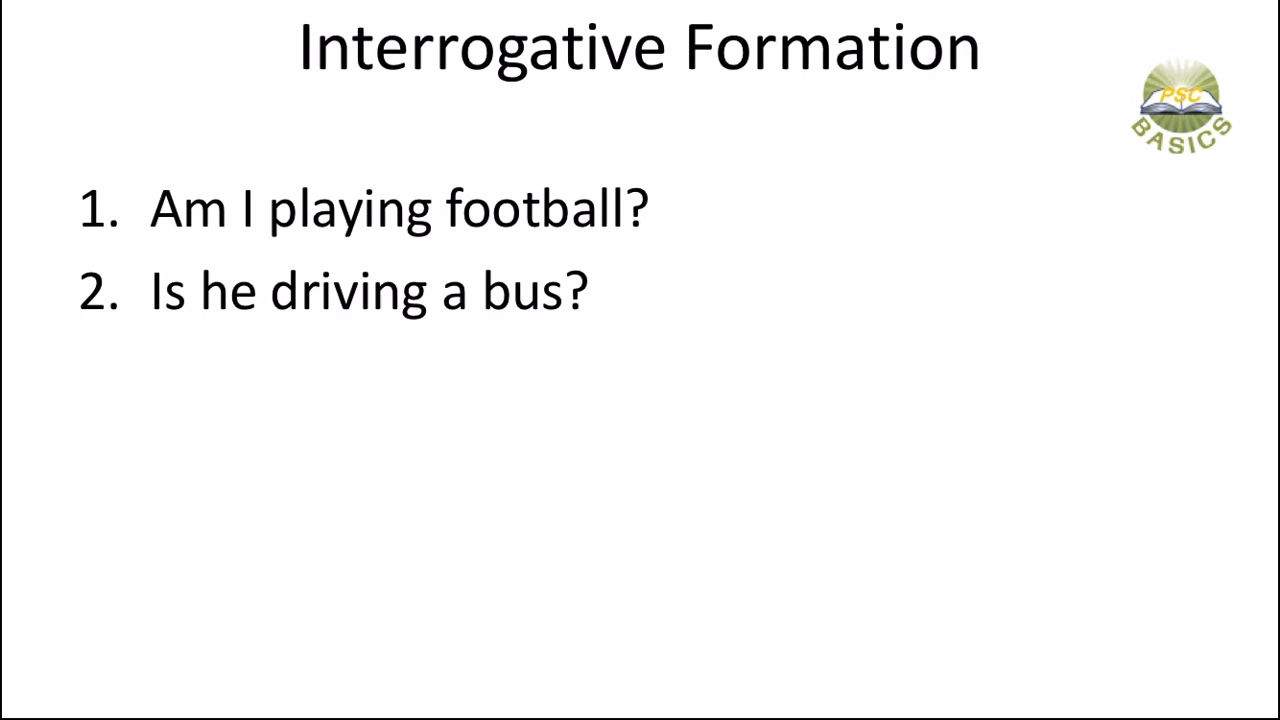 Interrogative Formation
PSC
BASICS
1. Am I playing football?
2. Is he driving a bus?